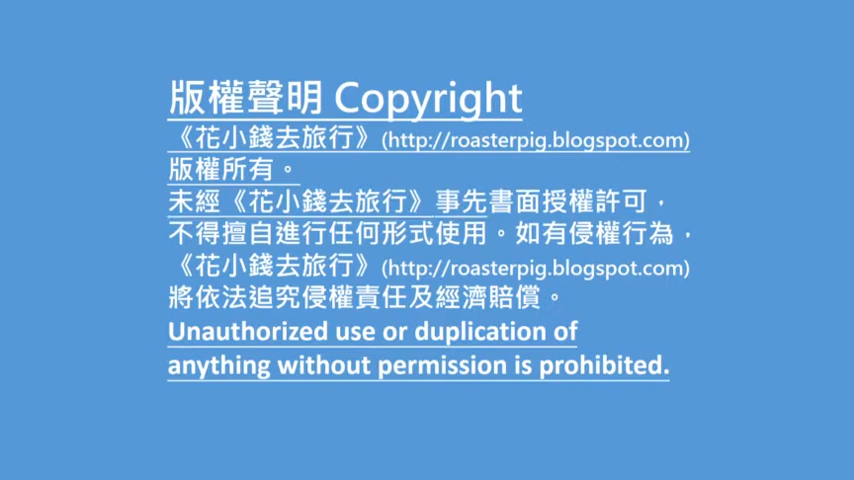 版權聲明 Copyright
《花小錢去旅行》(http://roasterpig.blogspot.com)
版權所有。
未經《花小錢去旅行》事先書面授權許可，
不得擅自進行任何形式使用。如有侵權行為，
《花小錢去旅行》(http://roasterpig.blogspot.com)
將依法追究侵權責任及經濟賠償。
Unauthorized use or duplication of
anything without permission is prohibited.